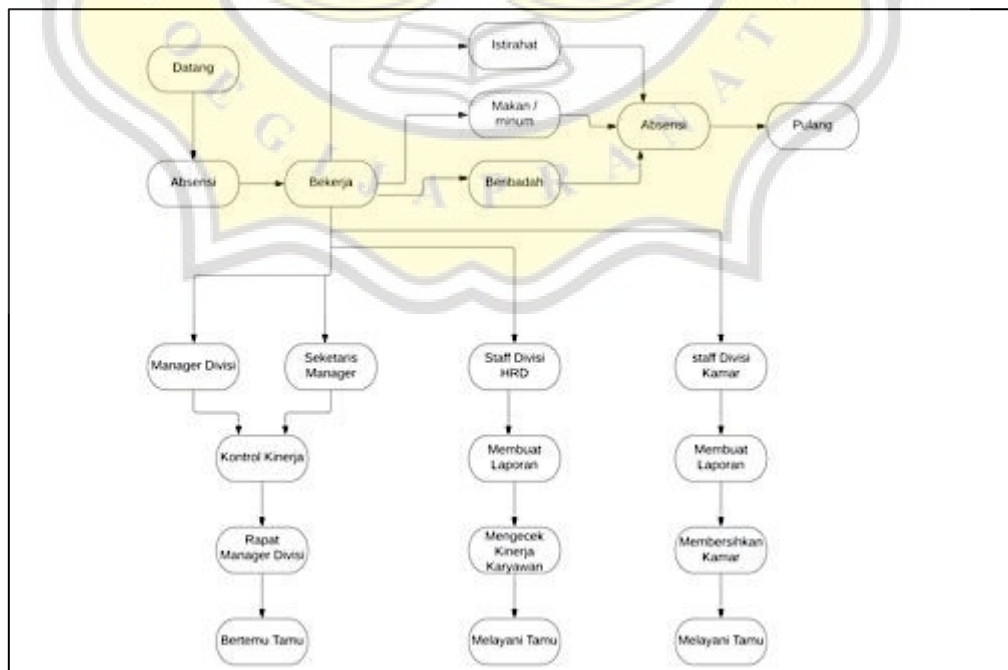 Datang
Istirahat
Makan /
minum
Absensi
Pulang
Absensi
Bekerja
Beribadah
Manager Divisi
Seketaris
Manager
Staff Divisi
HRD
staff Divisi
Kamar
Kontrol Kinerja
Membuat
Laporan
Membuat
Laporan
Rapat
Manager Divisi
Mengecek
Kinerja
Karyawan
Membersihkan
Kamar
Bertemu Tamu
Melayani Tamu
Melayani Tamu
OEGIJAPRANAT